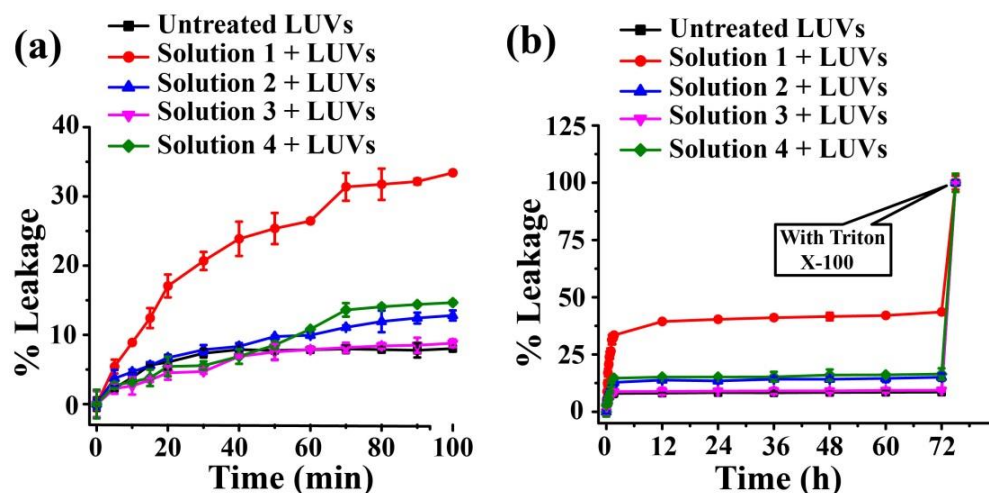 (a)
Untreated LUVs
Solution 1 + LUVs
Solution 2 + LUVs
Solution 3 + LUVs
Solution 4 + LUVs
40
30
20
10
0
% Leakage
0 20 40 60 80 100
Time (min)
(b)
Untreated LUVs
Solution 1 + LUVs
Solution 2 + LUVs
Solution 3 + LUVs
Solution 4 + LUVs
125
100
75
50
25
0
% Leakage
With Triton
X-100
0 12 24 36 48 60 72
Time (h)